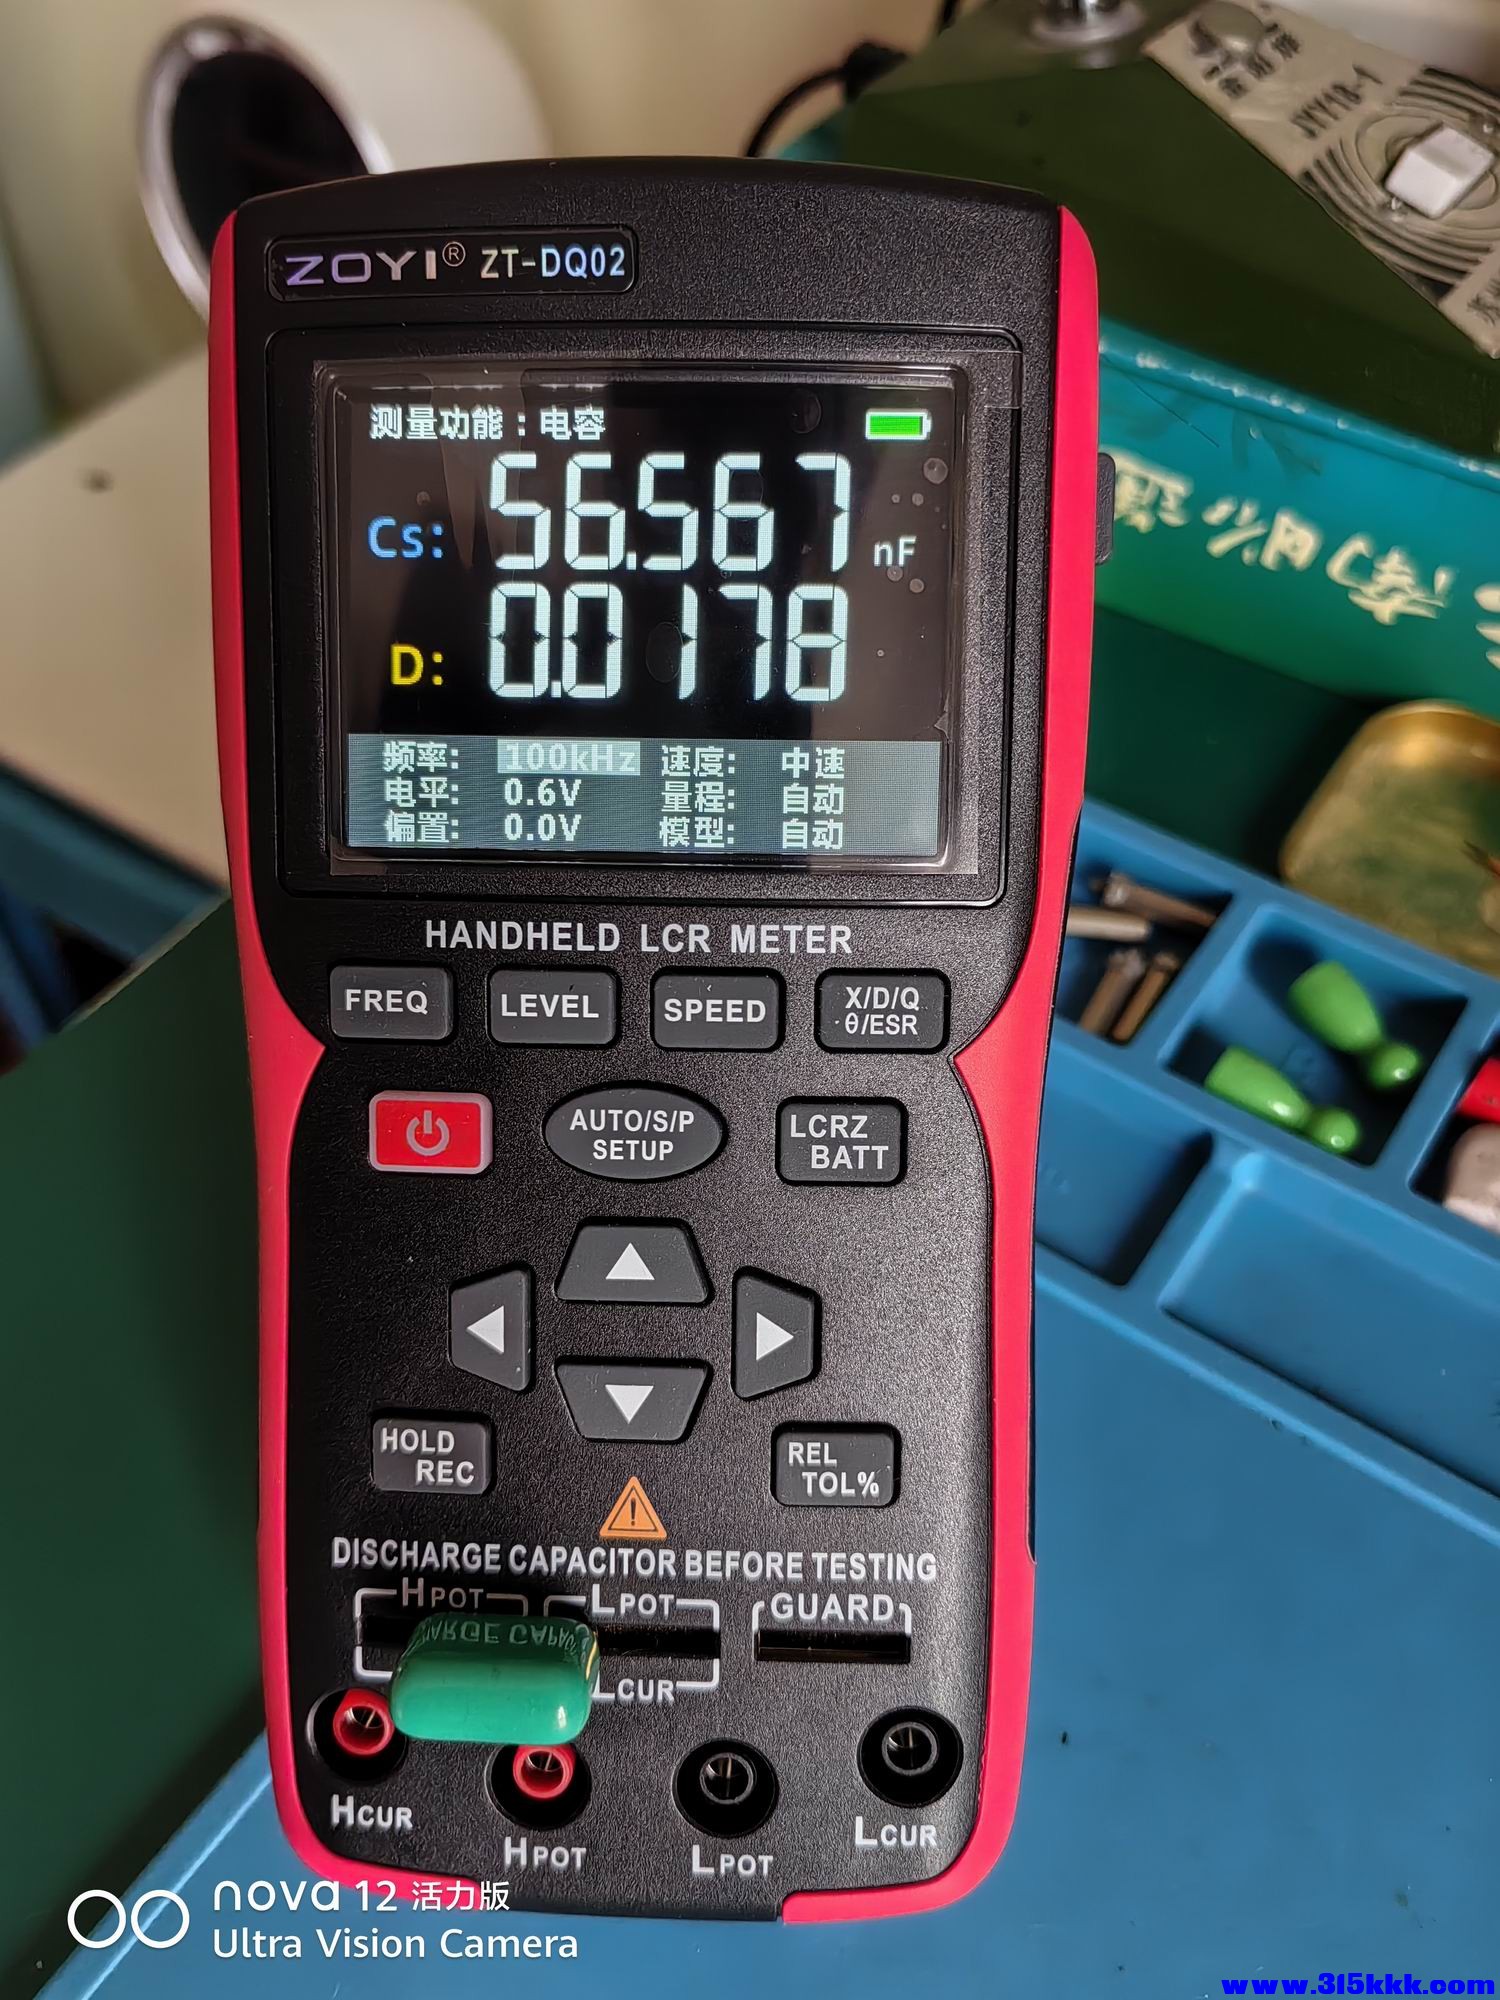 JYY18-1
ZOYI® ZT-DQ02
测量功能：电容
Cs: 56.567 nF
D: 0.0178
频率: 100kHz 速度: 中速
电平: 0.6V 量程: 自动
偏置: 0.0V 模型: 自动
HANDHELD LCR METER
FREQ LEVEL SPEED X/D/Q
θ/ESR
AUTO/S/P
SETUP
LCRZ
BATT
HOLD
REC
REL
TOL%
DISCHARGE CAPACITOR BEFORE TESTING
HPOT LPOT GUARD
LCUR
HCUR HPOT LPOT LCUR
nova 12 活力版
Ultra Vision Camera
www.315kkk.com